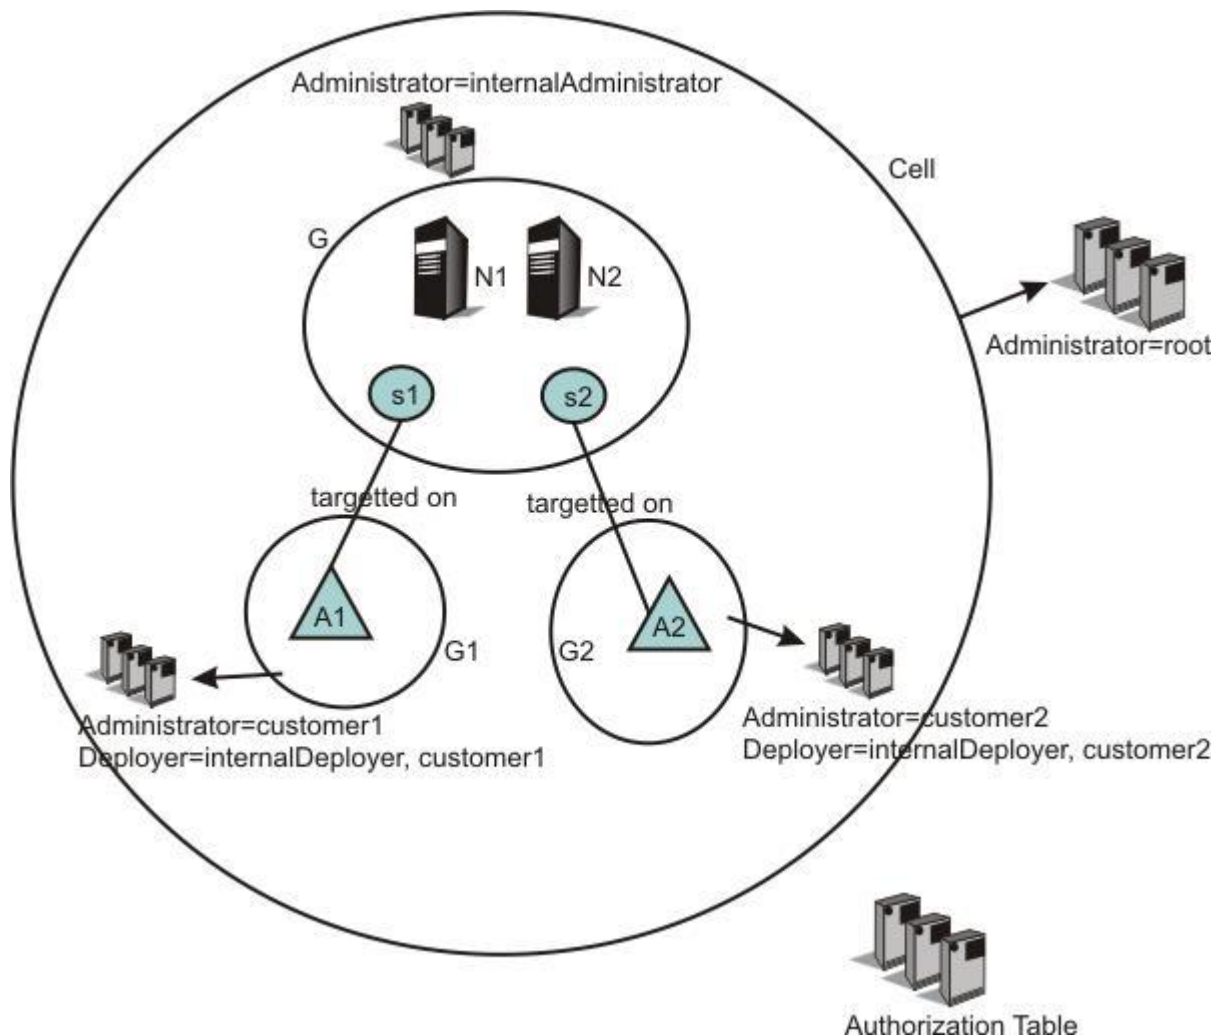 Administrator=internalAdministrator
Cell
G
N1
N2
Administrator=root
s1
s2
targetted on
targetted on
A1
A2
G1
G2
Administrator=customer1
Deployer=internalDeployer, customer1
Administrator=customer2
Deployer=internalDeployer, customer2
Authorization Table